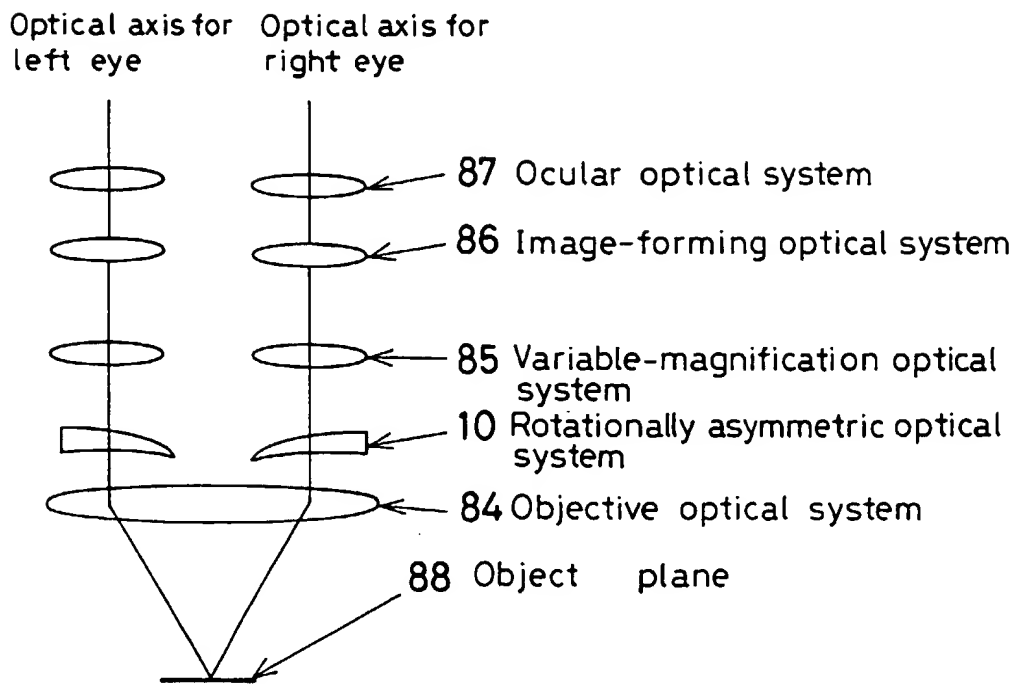 Optical axis for
left eye
Optical axis for
right eye
87 Ocular optical system
86 Image-forming optical system
85 Variable-magnification optical
system
10 Rotationally asymmetric optical
system
84 Objective optical system
88 Object plane